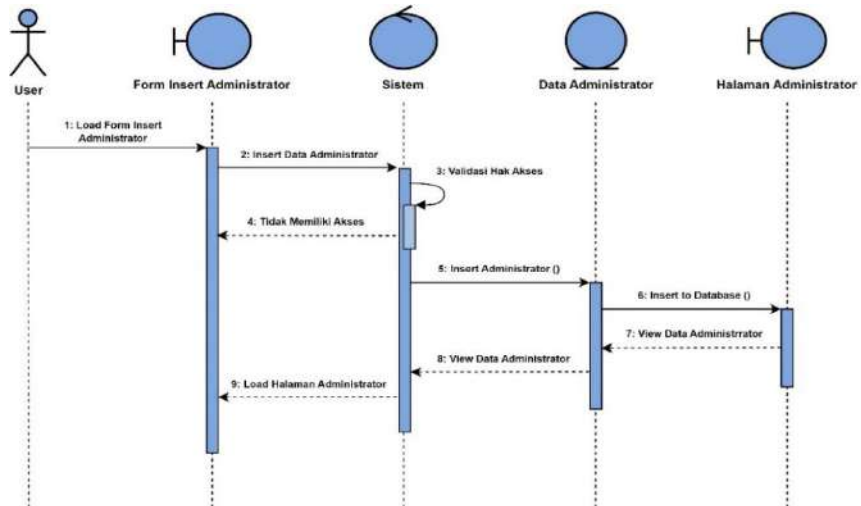 User
Form Insert Administrator
Sistem
Data Administrator
Halaman Administrator
1: Load Form Insert
Administrator
2: Insert Data Administrator
3: Validasi Hak Akses
4: Tidak Memiliki Akses
5: Insert Administrator ()
6: Insert to Database ()
7: View Data Administrrator
8: View Data Administrator
9: Load Halaman Administrator